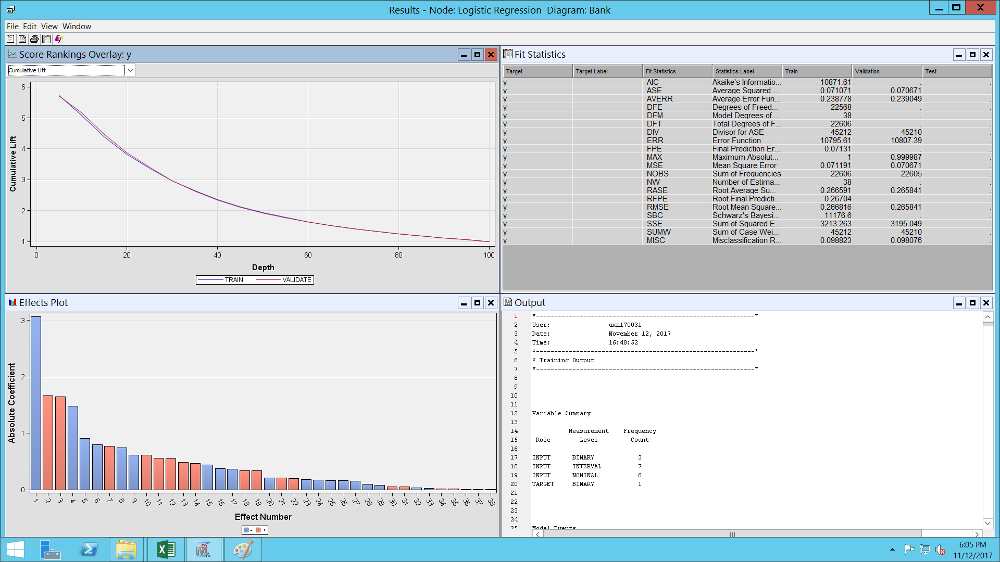 Results - Node: Logistic Regression  Diagram: Bank
File Edit View Window
Score Rankings Overlay: y
Cumulative Lift
6
5
4
3
2
1
Cumulative Lift
0 20 40 60 80 100
Depth
TRAIN VALIDATE
Fit Statistics
Target Target Label Fit Statistics Statistics Label Train Validation Test
y AIC Akaike's Informatio... 10871.61 . .
y ASE Average Squared ... 0.071071 0.070671 .
y AVERR Average Error Fun... 0.238778 0.239049 .
y DFE Degrees of Freed... 22568 . .
y DFM Model Degrees of ... 38 . .
y DFT Total Degrees of F... 22606 . .
y DIV Divisor for ASE 45212 45210 .
y ERR Error Function 10795.61 10807.39 .
y FPE Final Prediction Er... 0.07131 . .
y MAX Maximum Absolut... 1 0.999987 .
y MSE Mean Square Error 0.071191 0.070671 .
y NOBS Sum of Frequencies 22606 22605 .
y NW Number of Estima... 38 . .
y RASE Root Average Su... 0.266591 0.265841 .
y RFPE Root Final Predicti... 0.26704 . .
y RMSE Root Mean Square... 0.266816 0.265841 .
y SBC Schwarz's Bayesi... 11176.6 . .
y SSE Sum of Squared E... 3213.263 3195.049 .
y SUMW Sum of Case Wei... 45212 45210 .
y MISC Misclassification R... 0.098823 0.098076 .
Effects Plot
3
2
1
0
Absolute Coefficient
1 2 3 4 5 6 7 8 9 10 11 12 13 14 15 16 17 18 19 20 21 22 23 24 25 26 27 28 29 30 31 32 33 34 35 36 37 38
Effect Number
- +
Output
1 *------------------------------------------------------------*
2 User: axm170031
3 Date: November 12, 2017
4 Time: 16:48:52
5 *------------------------------------------------------------*
6 * Training Output
7 *------------------------------------------------------------*
8
9
10
11
12 Variable Summary
13
14 Measurement Frequency
15 Role Level Count
16
17 INPUT BINARY 3
18 INPUT INTERVAL 7
19 INPUT NOMINAL 6
20 TARGET BINARY 1
21
22
23
24
25 Model Events
6:05 PM
11/12/2017